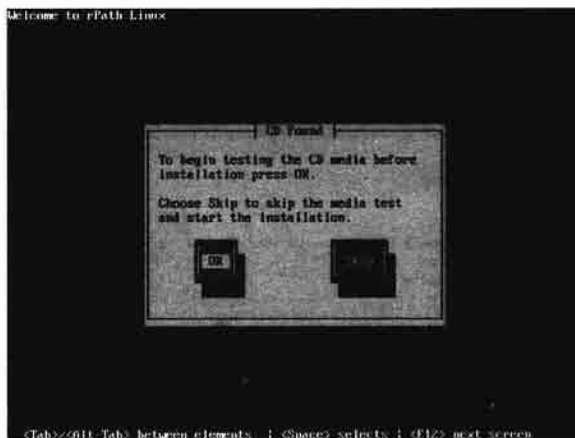 Welcome to rPath Linux
CD Found
To begin testing the CD media before
installation press OK.
Choose Skip to skip the media test
and start the installation.
OK
<Tab>/<Alt-Tab> between elements | <Space> selects | <F12> next screen